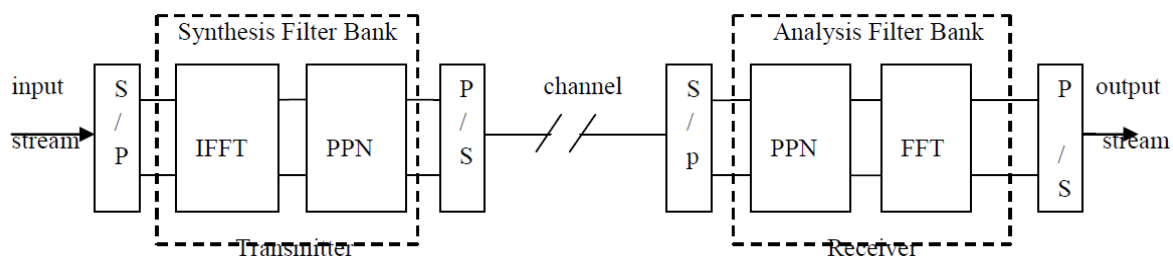 Synthesis Filter Bank
Analysis Filter Bank
input
stream
S
/
P
IFFT
PPN
P
/
S
channel
S
/
p
PPN
FFT
P
/
S
output
stream
Transmitter
Receiver